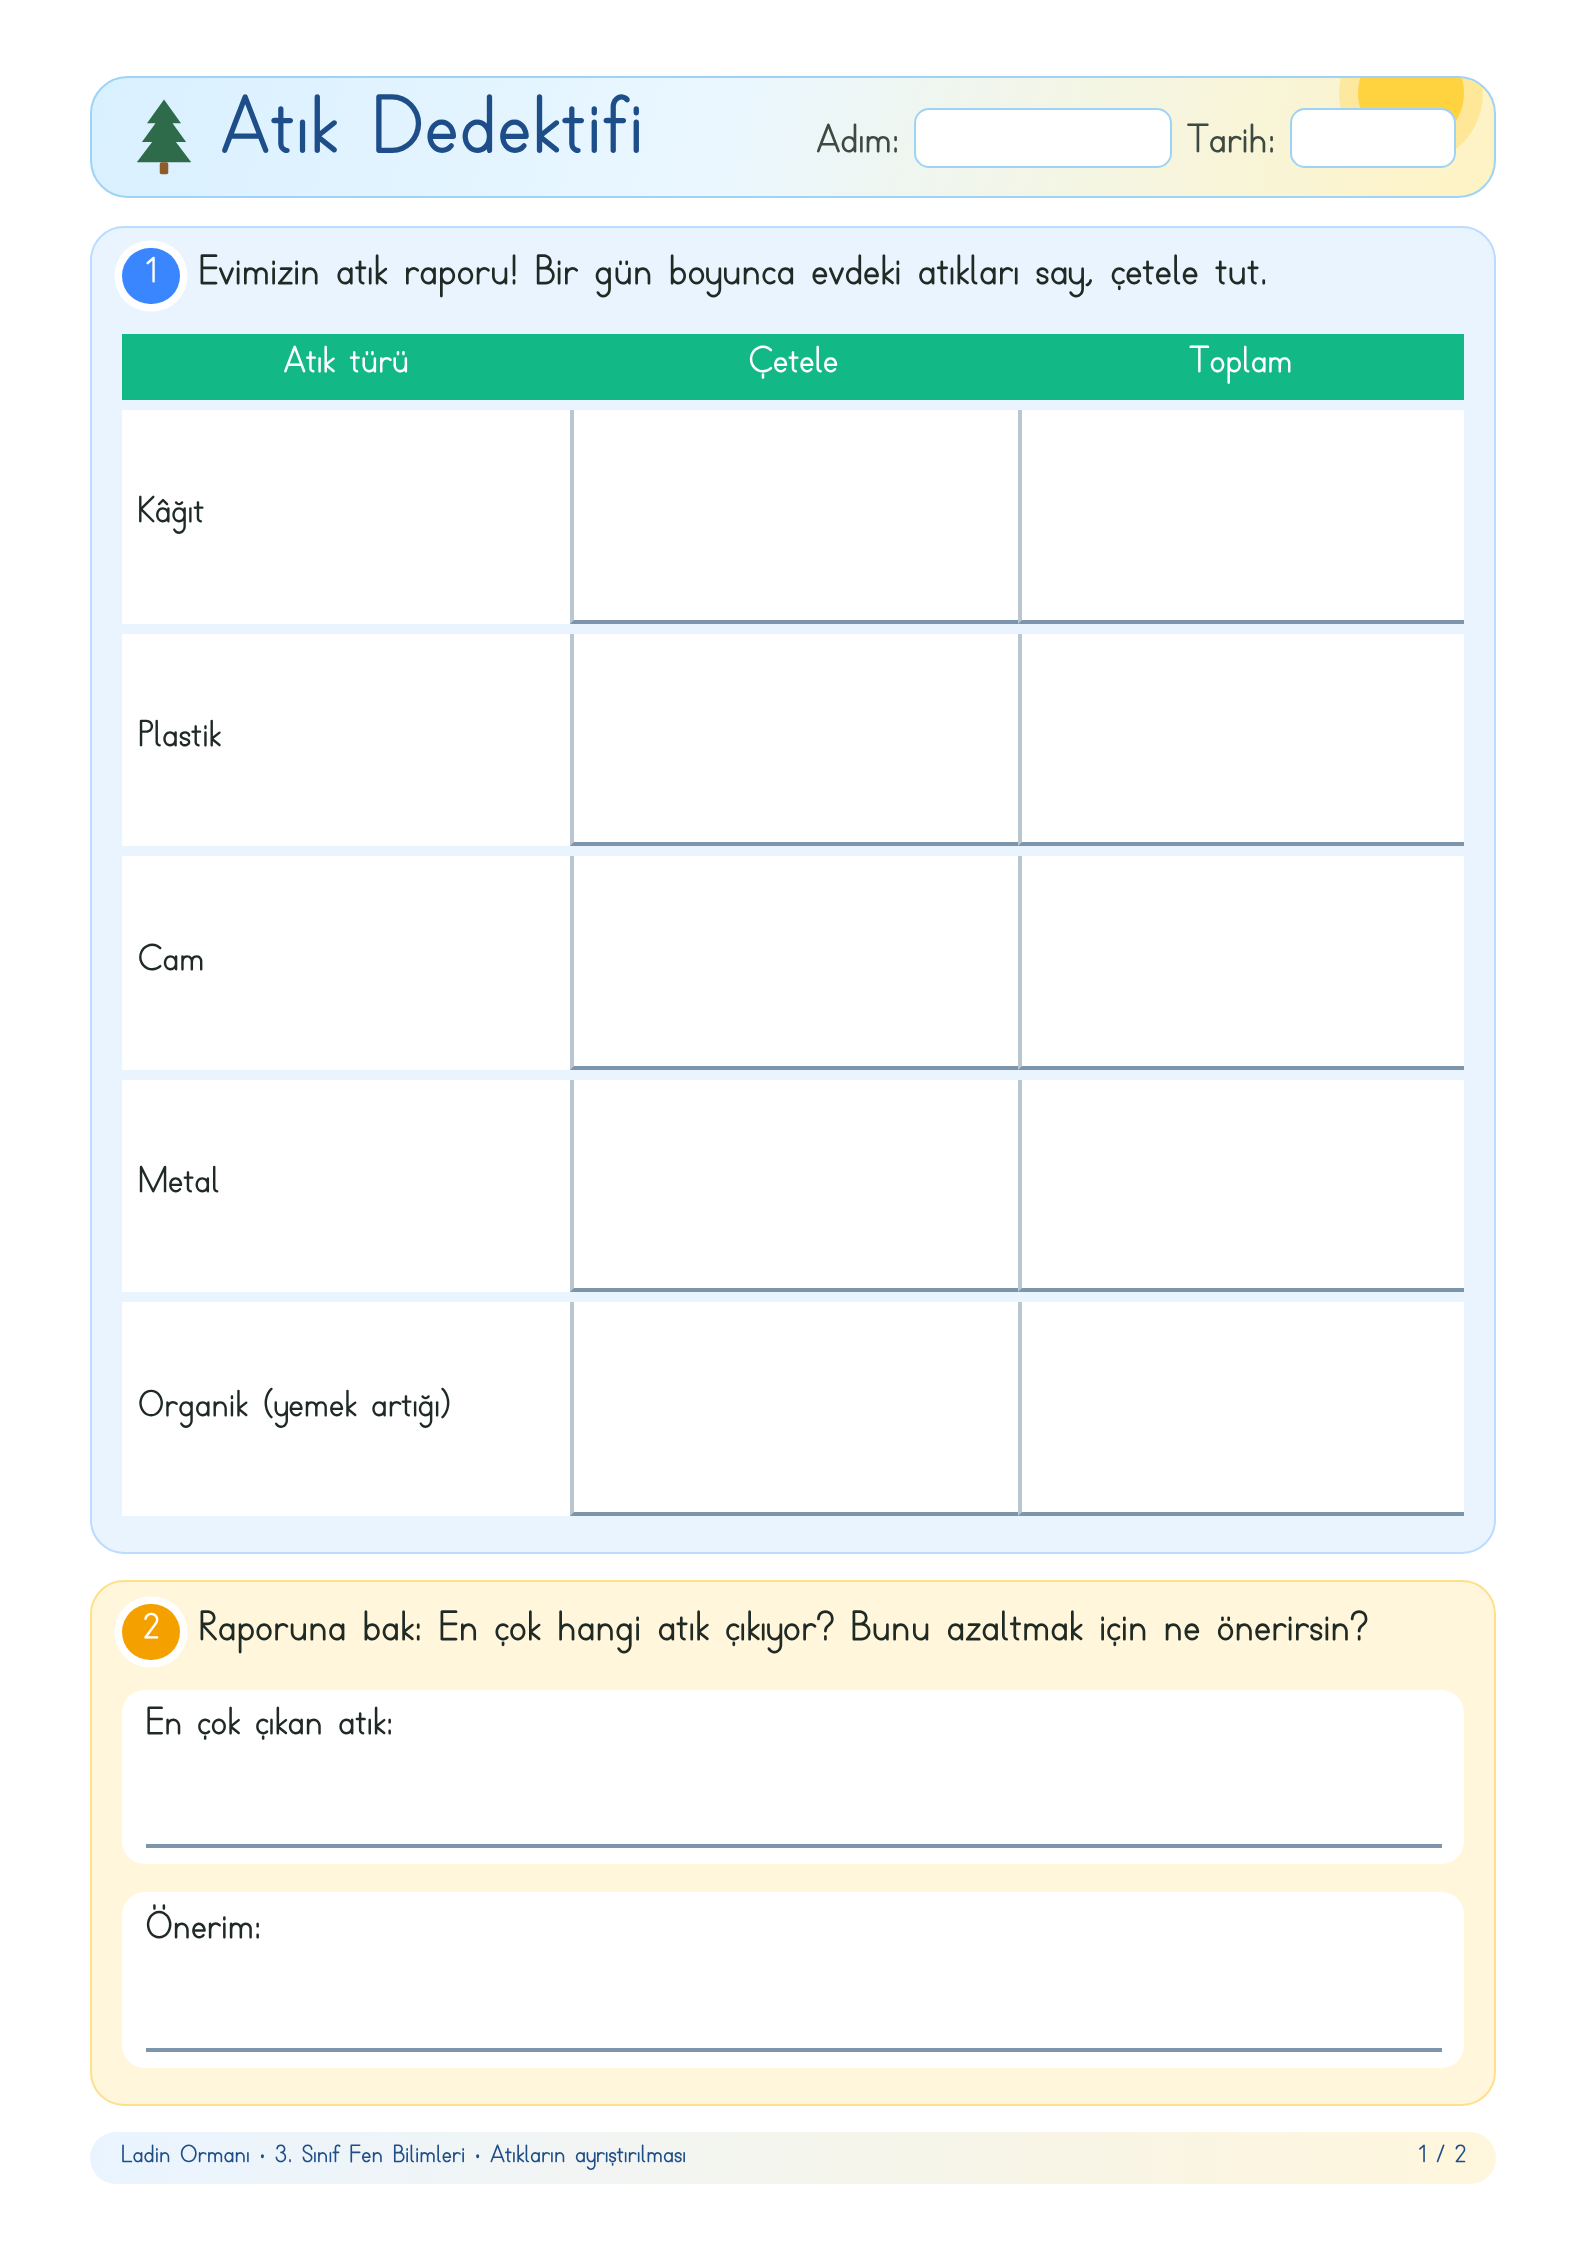 Atık Dedektifi
Adım:
Tarih:
1 Evimizin atık raporu! Bir gün boyunca evdeki atıkları say, çetele tut.
Atık türü Çetele Toplam
Kâğıt
Plastik
Cam
Metal
Organik (yemek artığı)
2 Raporuna bak: En çok hangi atık çıkıyor? Bunu azaltmak için ne önerirsin?
En çok çıkan atık:
Önerim:
Ladin Ormanı • 3. Sınıf Fen Bilimleri • Atıkların ayrıştırılması 1 / 2